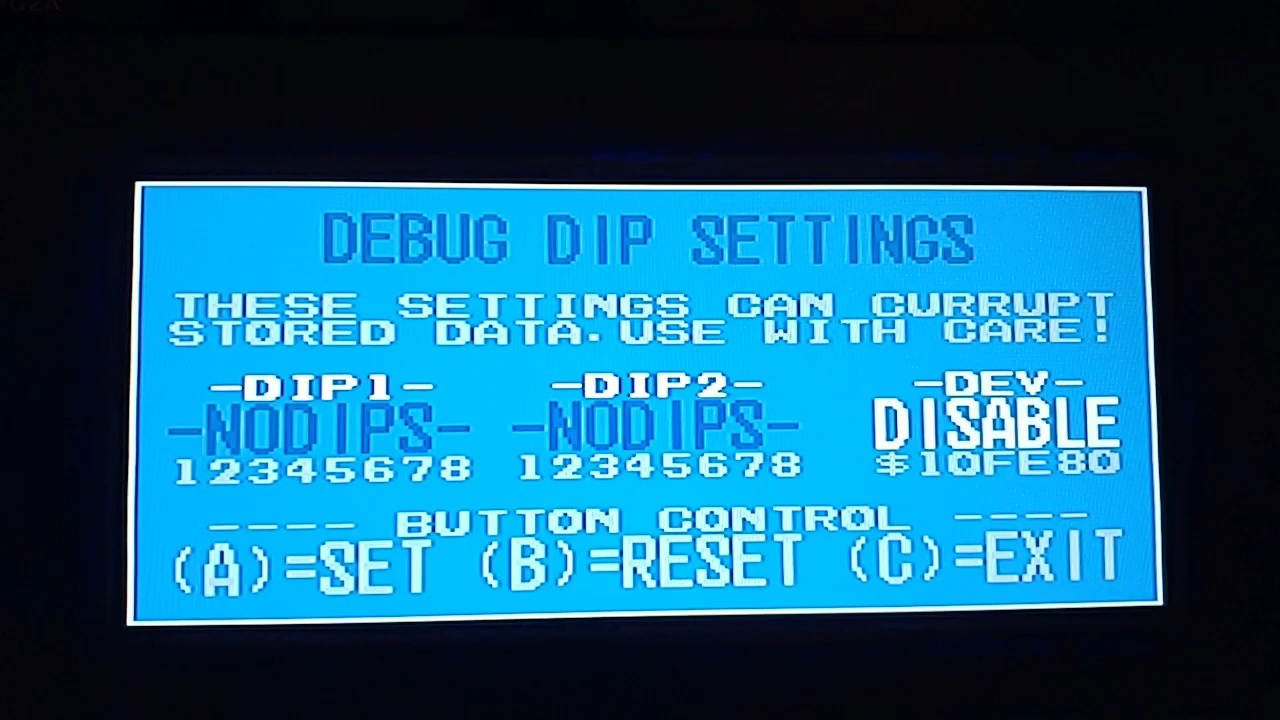 DEBUG DIP SETTINGS
THESE SETTINGS CAN CURRUPT
STORED DATA.USE WITH CARE!
-DIP1- -DIP2- -DEV-
-NODIPS- -NODIPS- DISABLE
12345678 12345678 $10FE80
---- BUTTON CONTROL ----
(A)=SET (B)=RESET (C)=EXIT